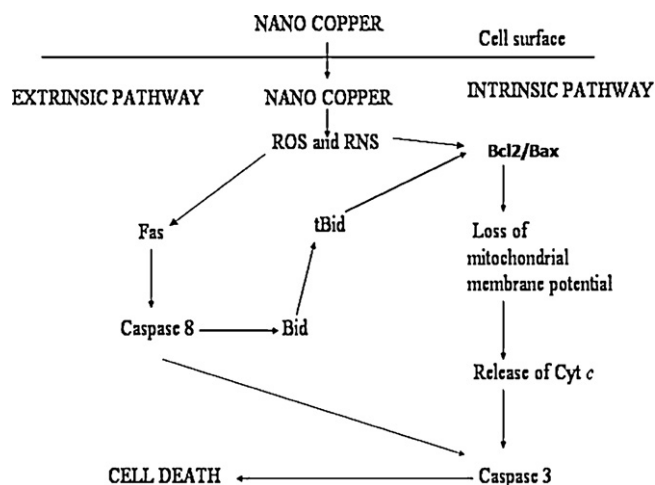 NANO COPPER
Cell surface
EXTRINSIC PATHWAY
NANO COPPER
INTRINSIC PATHWAY
ROS and RNS
Bcl2/Bax
Fas
tBid
Loss of
mitochondrial
membrane potential
Caspase 8
Bid
Release of Cyt c
CELL DEATH
Caspase 3